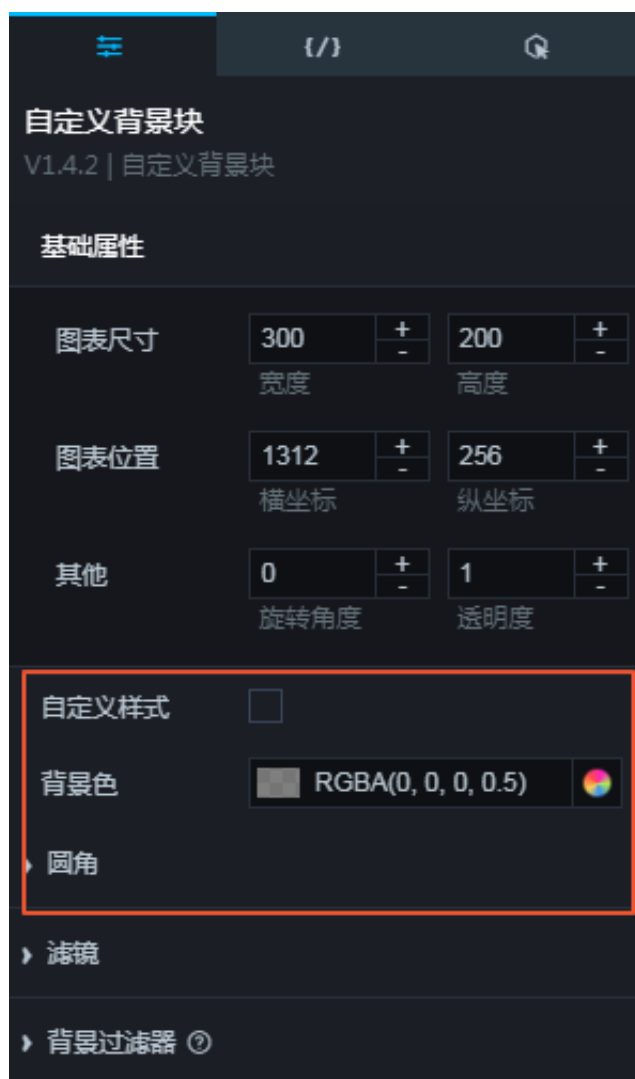 {/}
自定义背景块
V1.4.2 | 自定义背景块
基础属性
图表尺寸 300 + - 200 + -
宽度 高度
图表位置 1312 + - 256 + -
横坐标 纵坐标
其他 0 + - 1 + -
旋转角度 透明度
自定义样式
背景色 RGBA(0, 0, 0, 0.5)
圆角
滤镜
背景过滤器 ?